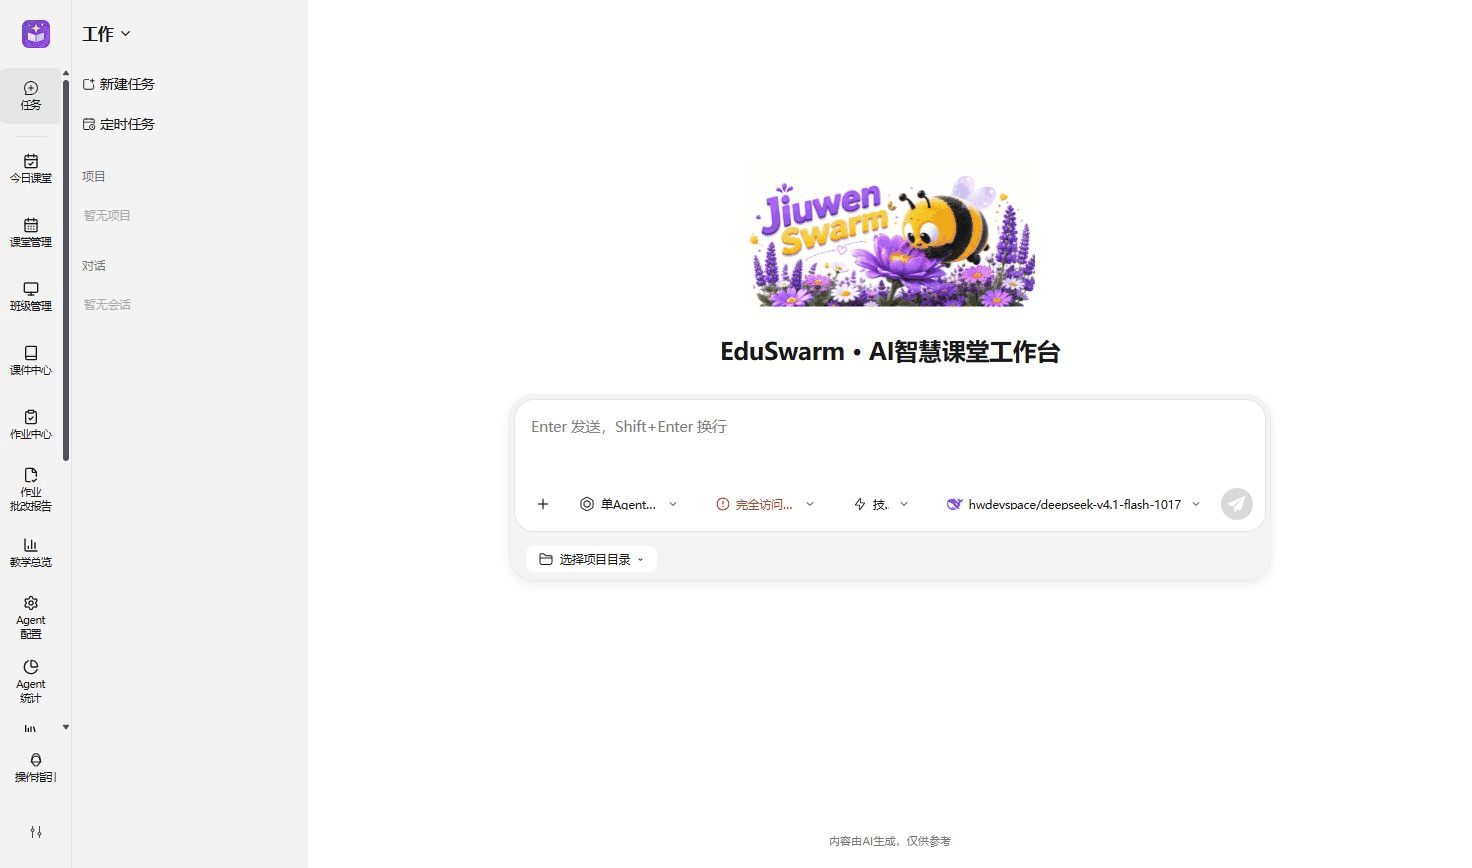 工作
新建任务
定时任务
项目
暂无项目
对话
暂无会话
任务
今日课堂
课堂管理
班级管理
课件中心
作业中心
作业
批改报告
教学总览
Agent
配置
Agent
统计
操作指引
Jiuwen
Swarm
EduSwarm · AI智慧课堂工作台
Enter 发送，Shift+Enter 换行
单Agent... 完全访问... 技.. hwdevspace/deepseek-v4.1-flash-1017
选择项目目录
内容由AI生成，仅供参考